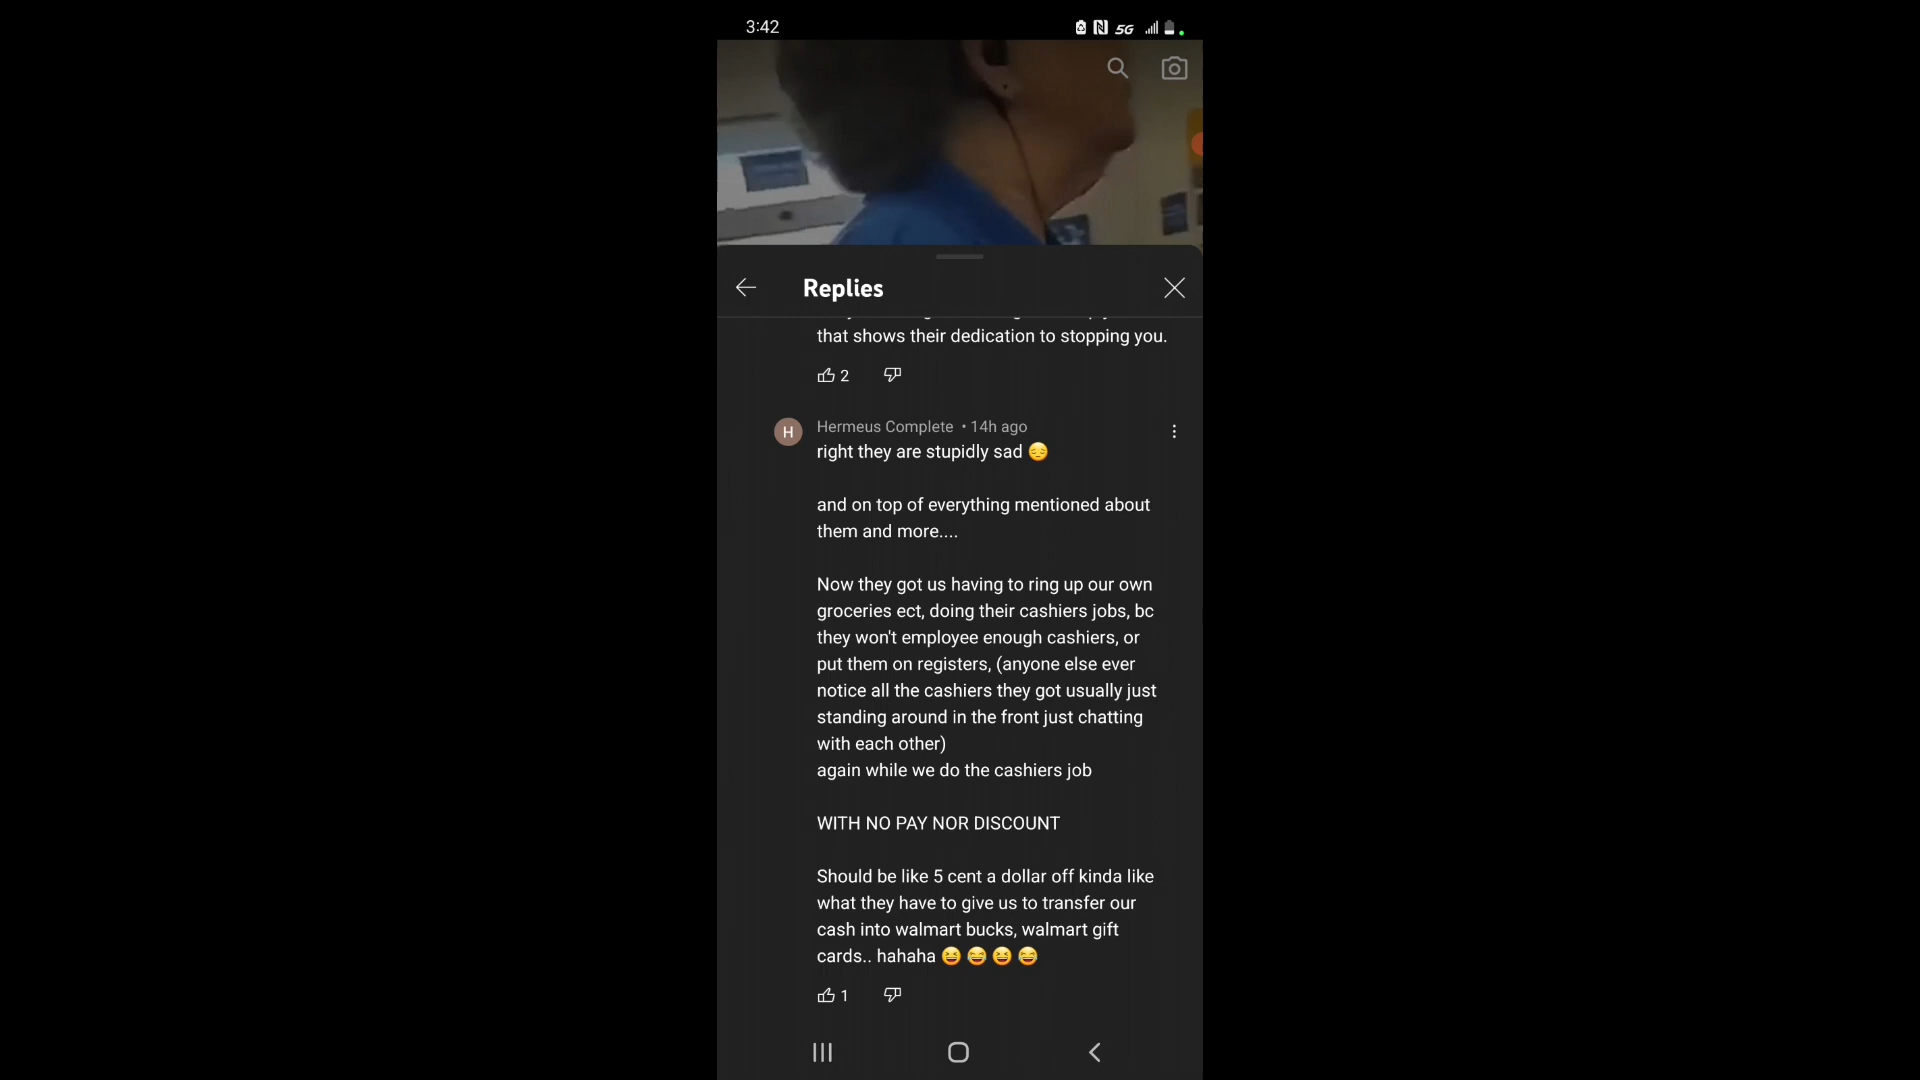 3:42
5G
Replies
that shows their dedication to stopping you.
2
H
Hermeus Complete • 14h ago
right they are stupidly sad 😔
and on top of everything mentioned about
them and more....
Now they got us having to ring up our own
groceries ect, doing their cashiers jobs, bc
they won't employee enough cashiers, or
put them on registers, (anyone else ever
notice all the cashiers they got usually just
standing around in the front just chatting
with each other)
again while we do the cashiers job
WITH NO PAY NOR DISCOUNT
Should be like 5 cent a dollar off kinda like
what they have to give us to transfer our
cash into walmart bucks, walmart gift
cards.. hahaha 😆 😂 😆 😂
1